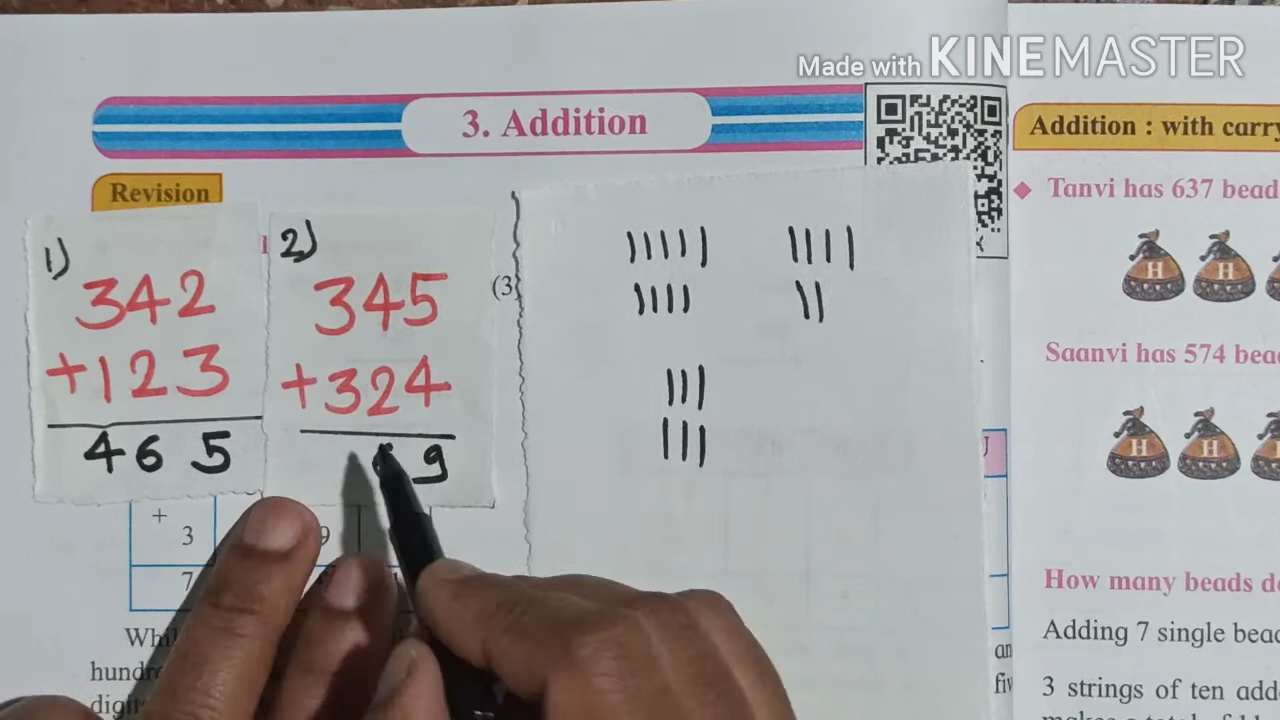 Made with KINEMASTER
3. Addition
Addition : with carry
Revision
Tanvi has 637 bead
1)
342
+123
465
2)
345
+324
9
(3
H H
Saanvi has 574 bea
H H
U
+
3 9
7
How many beads d
Whil
hundre
digit
an
fiv
Adding 7 single bea
3 strings of ten add